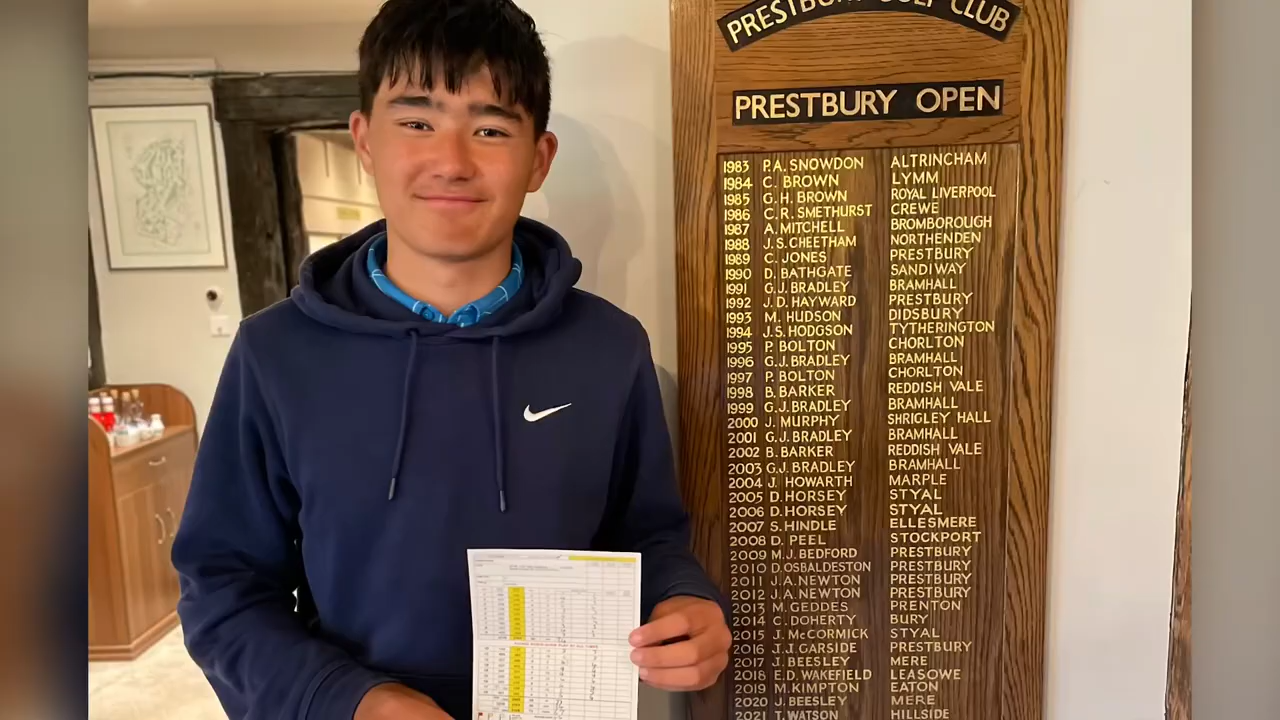 PRESTBURY GOLF CLUB
PRESTBURY OPEN
1983 P.A. SNOWDON ALTRINCHAM
1984 C. BROWN LYMM
1985 G.H. BROWN ROYAL LIVERPOOL
1986 C.R. SMETHURST CREWE
1987 A. MITCHELL BROMBOROUGH
1988 J.S. CHEETHAM NORTHENDEN
1989 C. JONES PRESTBURY
1990 D. BATHGATE SANDIWAY
1991 G.J. BRADLEY BRAMHALL
1992 J.D. HAYWARD PRESTBURY
1993 M. HUDSON DIDSBURY
1994 J.S. HODGSON TYTHERINGTON
1995 P. BOLTON CHORLTON
1996 G.J. BRADLEY BRAMHALL
1997 P. BOLTON CHORLTON
1998 B. BARKER REDDISH VALE
1999 G.J. BRADLEY BRAMHALL
2000 J. MURPHY SHRIGLEY HALL
2001 G.J. BRADLEY BRAMHALL
2002 B. BARKER REDDISH VALE
2003 G.J. BRADLEY BRAMHALL
2004 J. HOWARTH MARPLE
2005 D. HORSEY STYAL
2006 D. HORSEY STYAL
2007 S. HINDLE ELLESMERE
2008 D. PEEL STOCKPORT
2009 M.J. BEDFORD PRESTBURY
2010 D. OSBALDESTON PRESTBURY
2011 J.A. NEWTON PRESTBURY
2012 J.A. NEWTON PRESTBURY
2013 M. GEDDES PRENTON
2014 C. DOHERTY BURY
2015 J. McCORMICK STYAL
2016 J.J. GARSIDE PRESTBURY
2017 J. BEESLEY MERE
2018 E.D. WAKEFIELD LEASOWE
2019 M. KIMPTON EATON
2020 J. BEESLEY MERE
2021 T. WATSON HILLSIDE